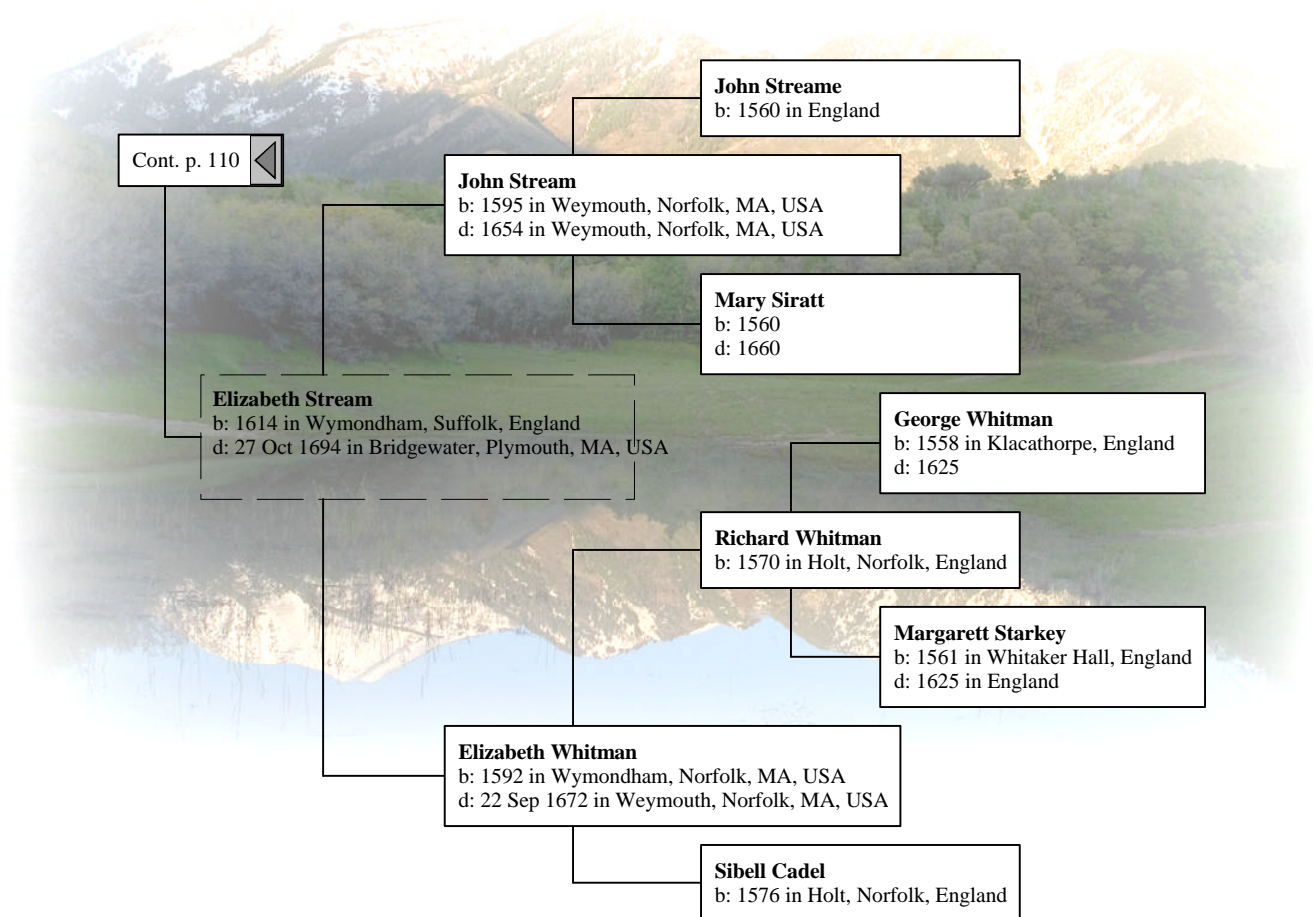 John Streame
b: 1560 in England
Cont. p. 110
John Stream
b: 1595 in Weymouth, Norfolk, MA, USA
d: 1654 in Weymouth, Norfolk, MA, USA
Mary Siratt
b: 1560
d: 1660
Elizabeth Stream
b: 1614 in Wymondham, Suffolk, England
d: 27 Oct 1694 in Bridgewater, Plymouth, MA, USA
George Whitman
b: 1558 in Klacathorpe, England
d: 1625
Richard Whitman
b: 1570 in Holt, Norfolk, England
Margarett Starkey
b: 1561 in Whitaker Hall, England
d: 1625 in England
Elizabeth Whitman
b: 1592 in Wymondham, Norfolk, MA, USA
d: 22 Sep 1672 in Weymouth, Norfolk, MA, USA
Sibell Cadel
b: 1576 in Holt, Norfolk, England